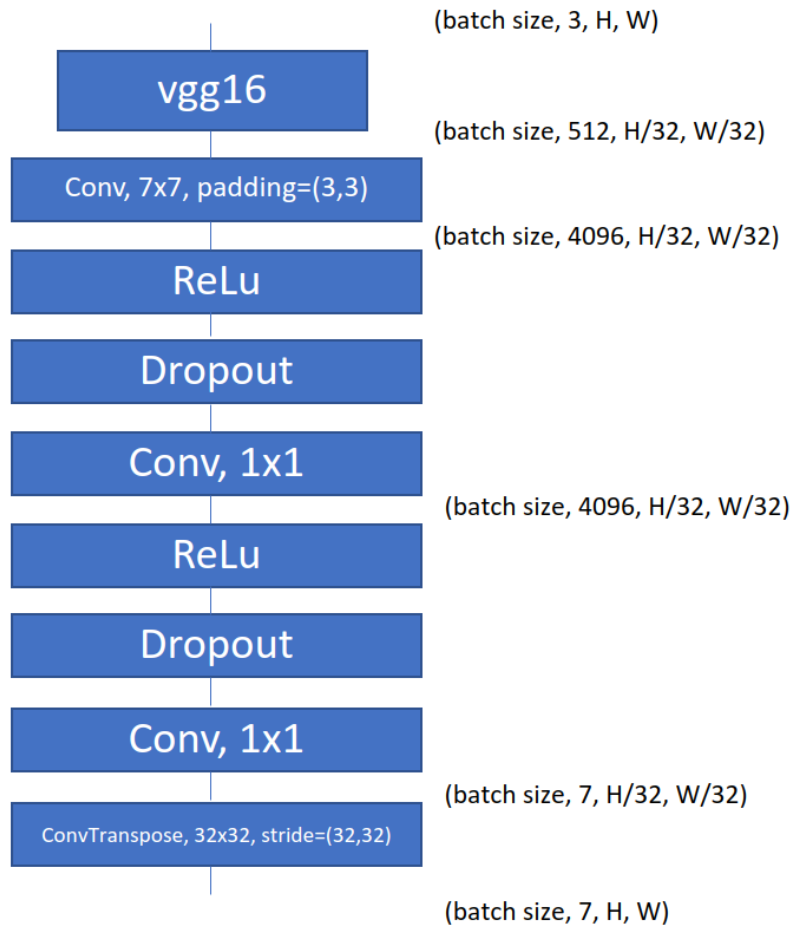 (batch size, 3, H, W)
vgg16
(batch size, 512, H/32, W/32)
Conv, 7x7, padding=(3,3)
(batch size, 4096, H/32, W/32)
ReLu
Dropout
Conv, 1x1
(batch size, 4096, H/32, W/32)
ReLu
Dropout
Conv, 1x1
(batch size, 7, H/32, W/32)
ConvTranspose, 32x32, stride=(32,32)
(batch size, 7, H, W)